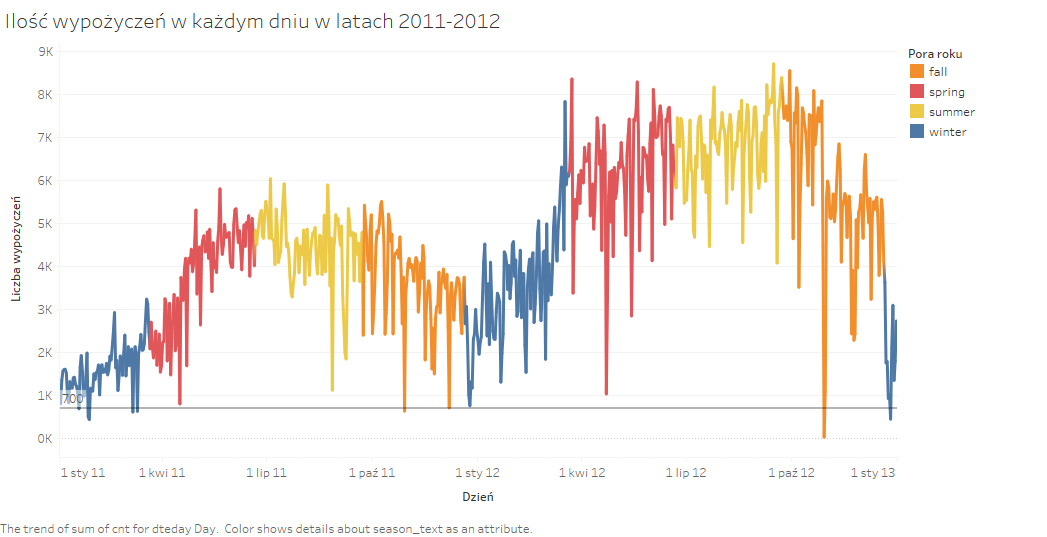 Ilość wypożyczeń w każdym dniu w latach 2011-2012
Liczba wypożyczeń
9K
8K
7K
6K
5K
4K
3K
2K
1K
0K
700
1 sty 11
1 kwi 11
1 lip 11
1 paź 11
1 sty 12
1 kwi 12
1 lip 12
1 paź 12
1 sty 13
Dzień
Pora roku
fall
spring
summer
winter
The trend of sum of cnt for dteday Day. Color shows details about season_text as an attribute.